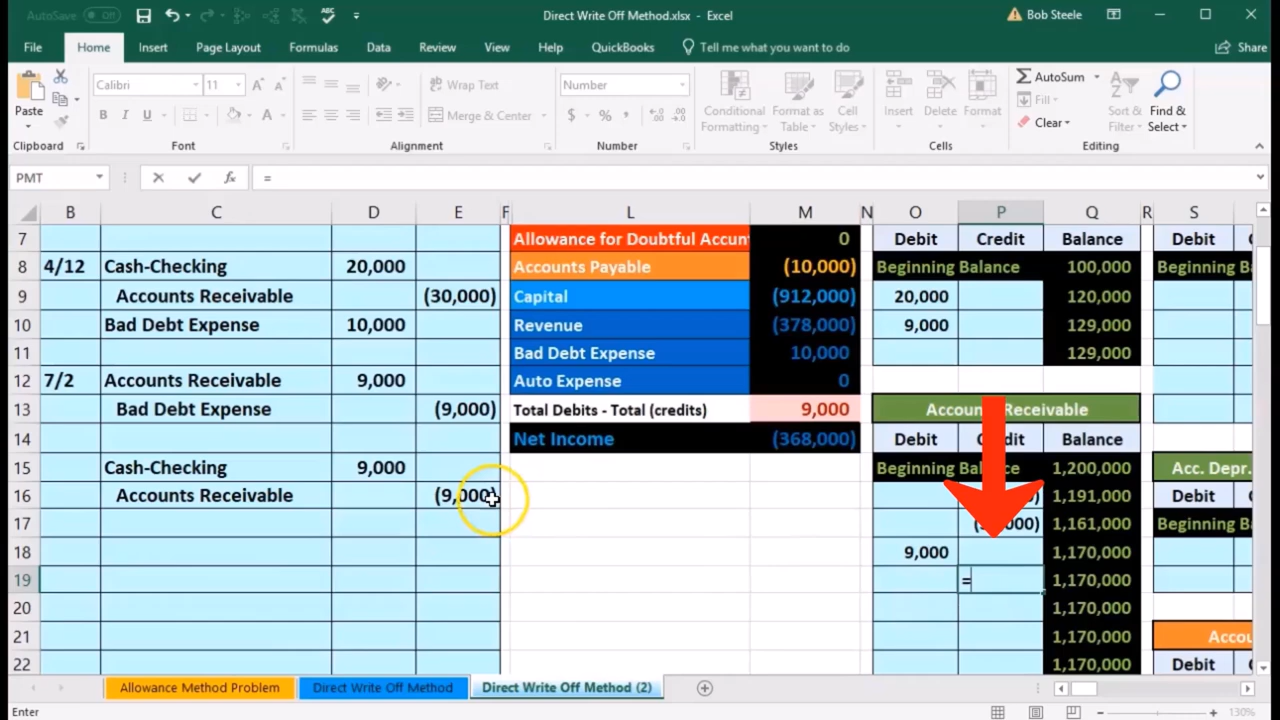 AutoSave Off
Direct Write Off Method.xlsx - Excel
Bob Steele
File Home Insert Page Layout Formulas Data Review View Help QuickBooks Tell me what you want to do Share
Calibri 11 Wrap Text Number AutoSum
Paste B I U Merge & Center $ % Conditional Formatting Format as Table Cell Styles Insert Delete Format Fill Clear Sort & Filter Find & Select
Clipboard Font Alignment Number Styles Cells Editing
PMT =
B C D E F L M N O P Q R S
7 Allowance for Doubtful Accoun 0 Debit Credit Balance Debit
8 4/12 Cash-Checking 20,000 Accounts Payable (10,000) Beginning Balance 100,000 Beginning Ba
9 Accounts Receivable (30,000) Capital (912,000) 20,000 120,000
10 Bad Debt Expense 10,000 Revenue (378,000) 9,000 129,000
11 Bad Debt Expense 10,000 129,000
12 7/2 Accounts Receivable 9,000 Auto Expense 0
13 Bad Debt Expense (9,000) Total Debits - Total (credits) 9,000 Receivable
14 Net Income (368,000) Debit Balance
15 Cash-Checking 9,000 Beginning 1,200,000 Acc. Depr.
16 Accounts Receivable (9,000) 1,191,000 Debit
17 1,161,000 Beginning Ba
18 9,000 1,170,000
19 = 1,170,000
20 1,170,000
21 1,170,000 Accou
22 1,170,000 Debit
Allowance Method Problem Direct Write Off Method Direct Write Off Method (2)
Enter 130%